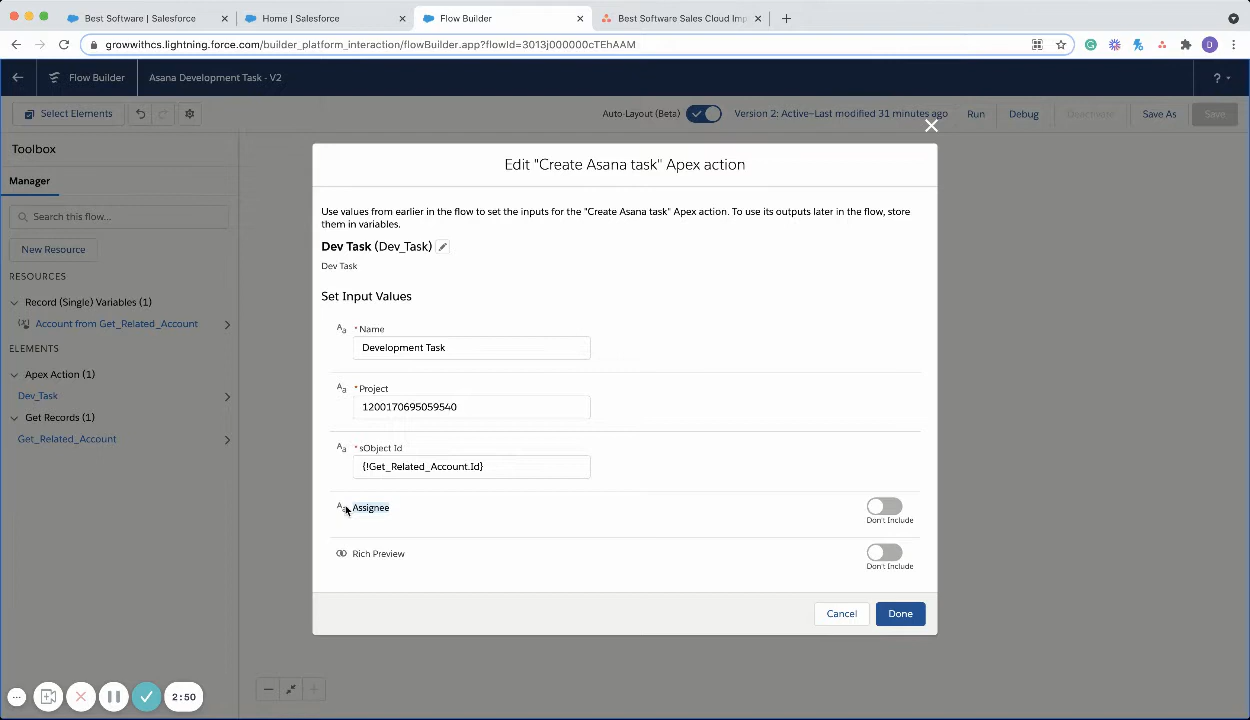 Best Software | Salesforce
Home | Salesforce
Flow Builder
Best Software Sales Cloud Imp
growwithcs.lightning.force.com/builder_platform_interaction/flowBuilder.app?flowId=3013j000000cTEhAAM
D
Flow Builder
Asana Development Task - V2
?
Select Elements
Auto-Layout (Beta)
Version 2: Active–Last modified 31 minutes ago
Run
Debug
Deactivate
Save As
Save
Toolbox
Manager
Search this flow...
New Resource
RESOURCES
Record (Single) Variables (1)
Account from Get_Related_Account
ELEMENTS
Apex Action (1)
Dev_Task
Get Records (1)
Get_Related_Account
Edit "Create Asana task" Apex action
Use values from earlier in the flow to set the inputs for the "Create Asana task" Apex action. To use its outputs later in the flow, store
them in variables.
Dev Task (Dev_Task)
Dev Task
Set Input Values
Aa *Name
Development Task
Aa *Project
1200170695059540
Aa *sObject Id
{!Get_Related_Account.Id}
Aa Assignee
Don't Include
Rich Preview
Don't Include
Cancel
Done
2:50